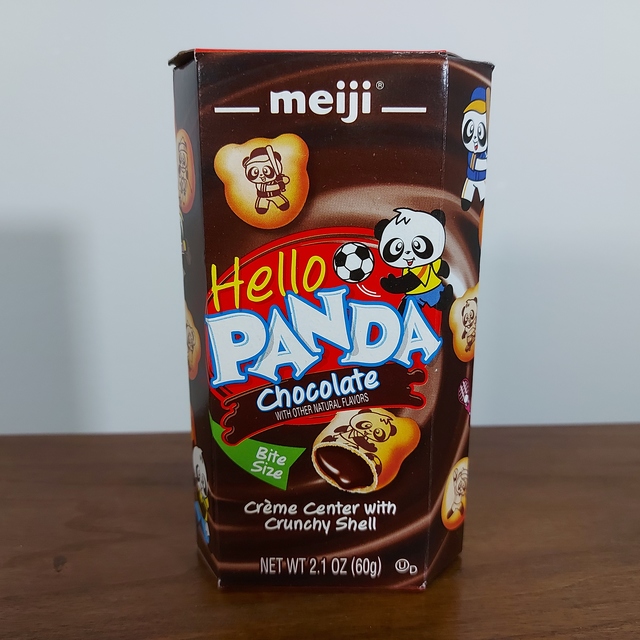 meiji®
Hello
PANDA
Chocolate
WITH OTHER NATURAL FLAVORS
Bite
Size
Crème Center with
Crunchy Shell
NET WT 2.1 OZ (60g) U D